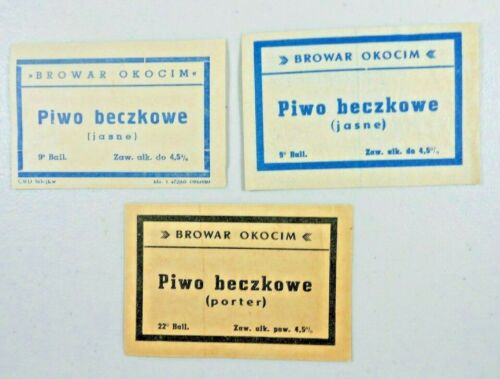 »BROWAR OKOCIM«
Piwo beczkowe
(jasne)
9° Ball. Zaw. alk. do 4,5%
» BROWAR OKOCIM «
Piwo beczkowe
(jasne)
9° Ball. Zaw. alk. do 4,5%
» BROWAR OKOCIM «
Piwo beczkowe
(porter)
22° Ball. Zaw. alk. pow. 4,5%